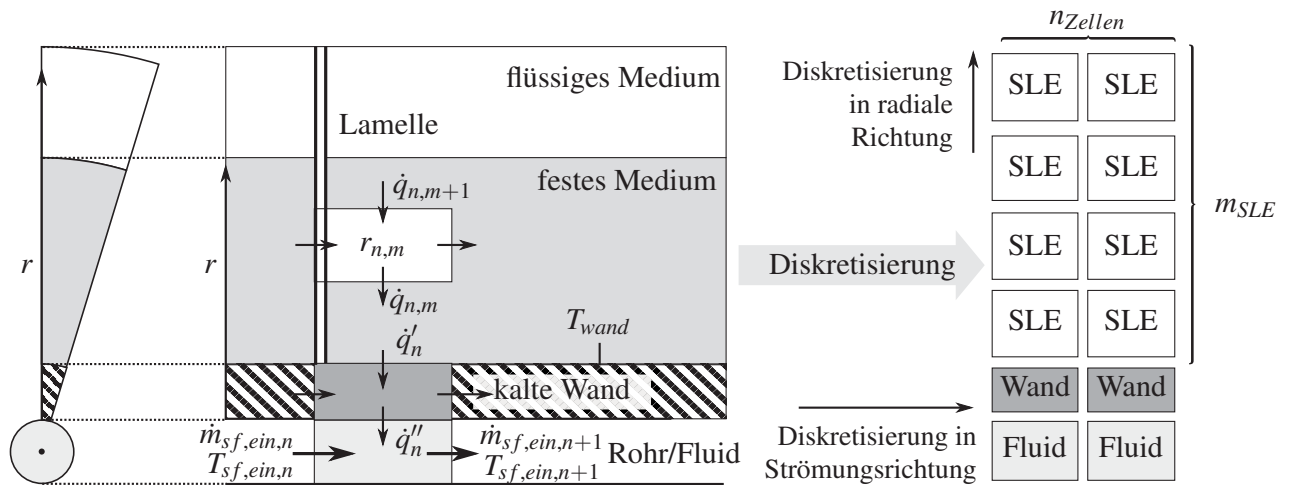 flüssiges Medium
Lamelle
festes Medium
q̇_{n,m+1}
r_{n,m}
r
r
q̇_{n,m}
q̇'_n
T_{wand}
kalte Wand
ṁ_{sf,ein,n}
T_{sf,ein,n}
q̇''_n
ṁ_{sf,ein,n+1}
T_{sf,ein,n+1}
Rohr/Fluid
Diskretisierung
n_{Zellen}
Diskretisierung
in radiale
Richtung
SLE SLE
SLE SLE
SLE SLE
SLE SLE
m_{SLE}
Wand Wand
Fluid Fluid
Diskretisierung in
Strömungsrichtung